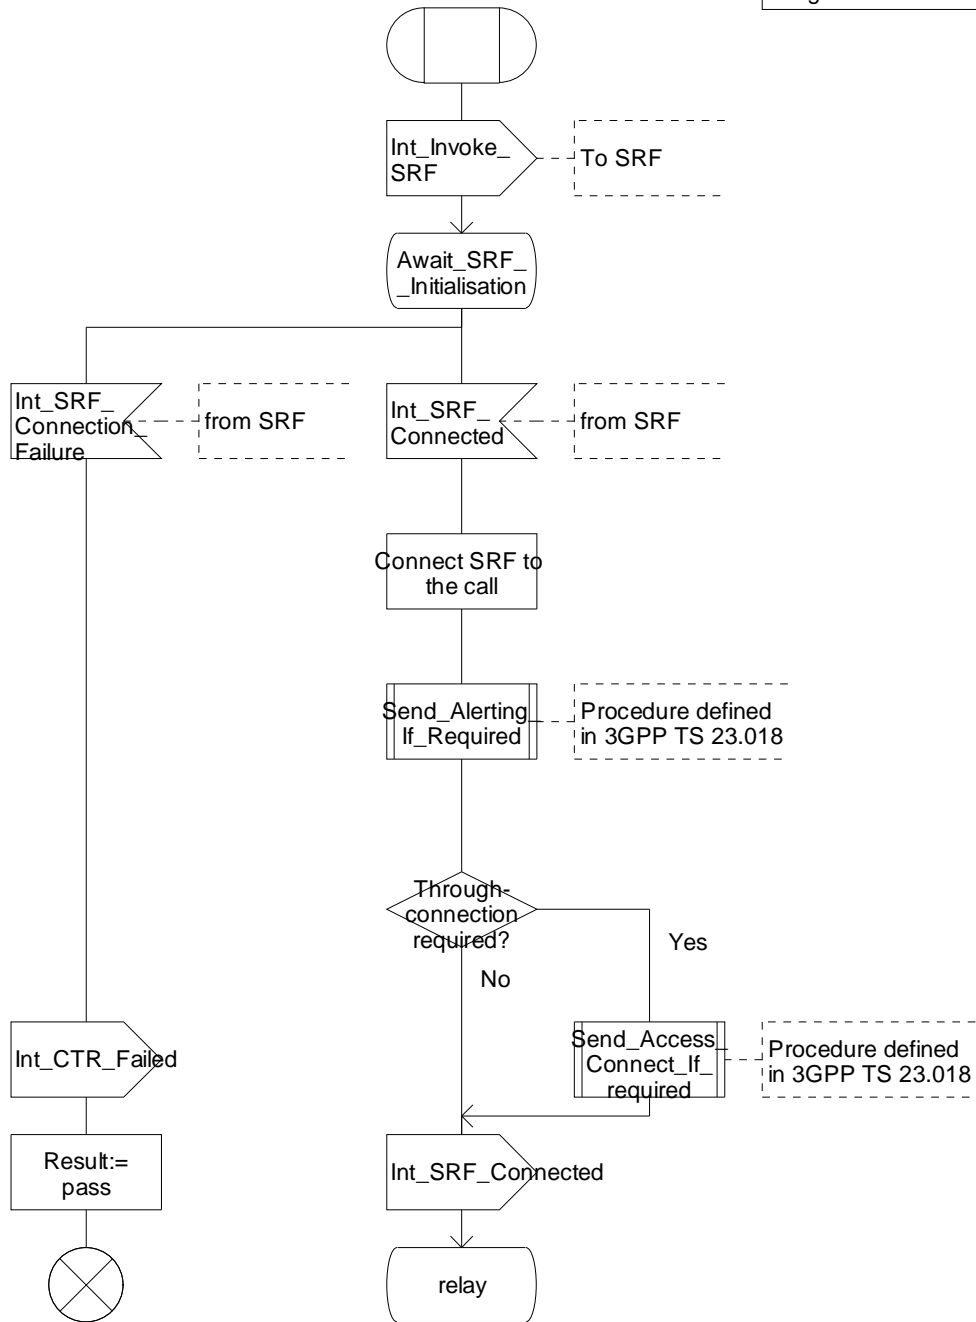 Int_Invoke_
SRF
To SRF
Await_SRF_
_Initialisation
Int_SRF_
Connection_
Failure
from SRF
Int_SRF_
Connected
from SRF
Connect SRF to
the call
Send_Alerting_
If_Required
Procedure defined
in 3GPP TS 23.018
Through-
connection
required?
Yes
No
Int_CTR_Failed
Send_Access_
Connect_If_
required
Procedure defined
in 3GPP TS 23.018
Result:=
pass
Int_SRF_Connected
relay